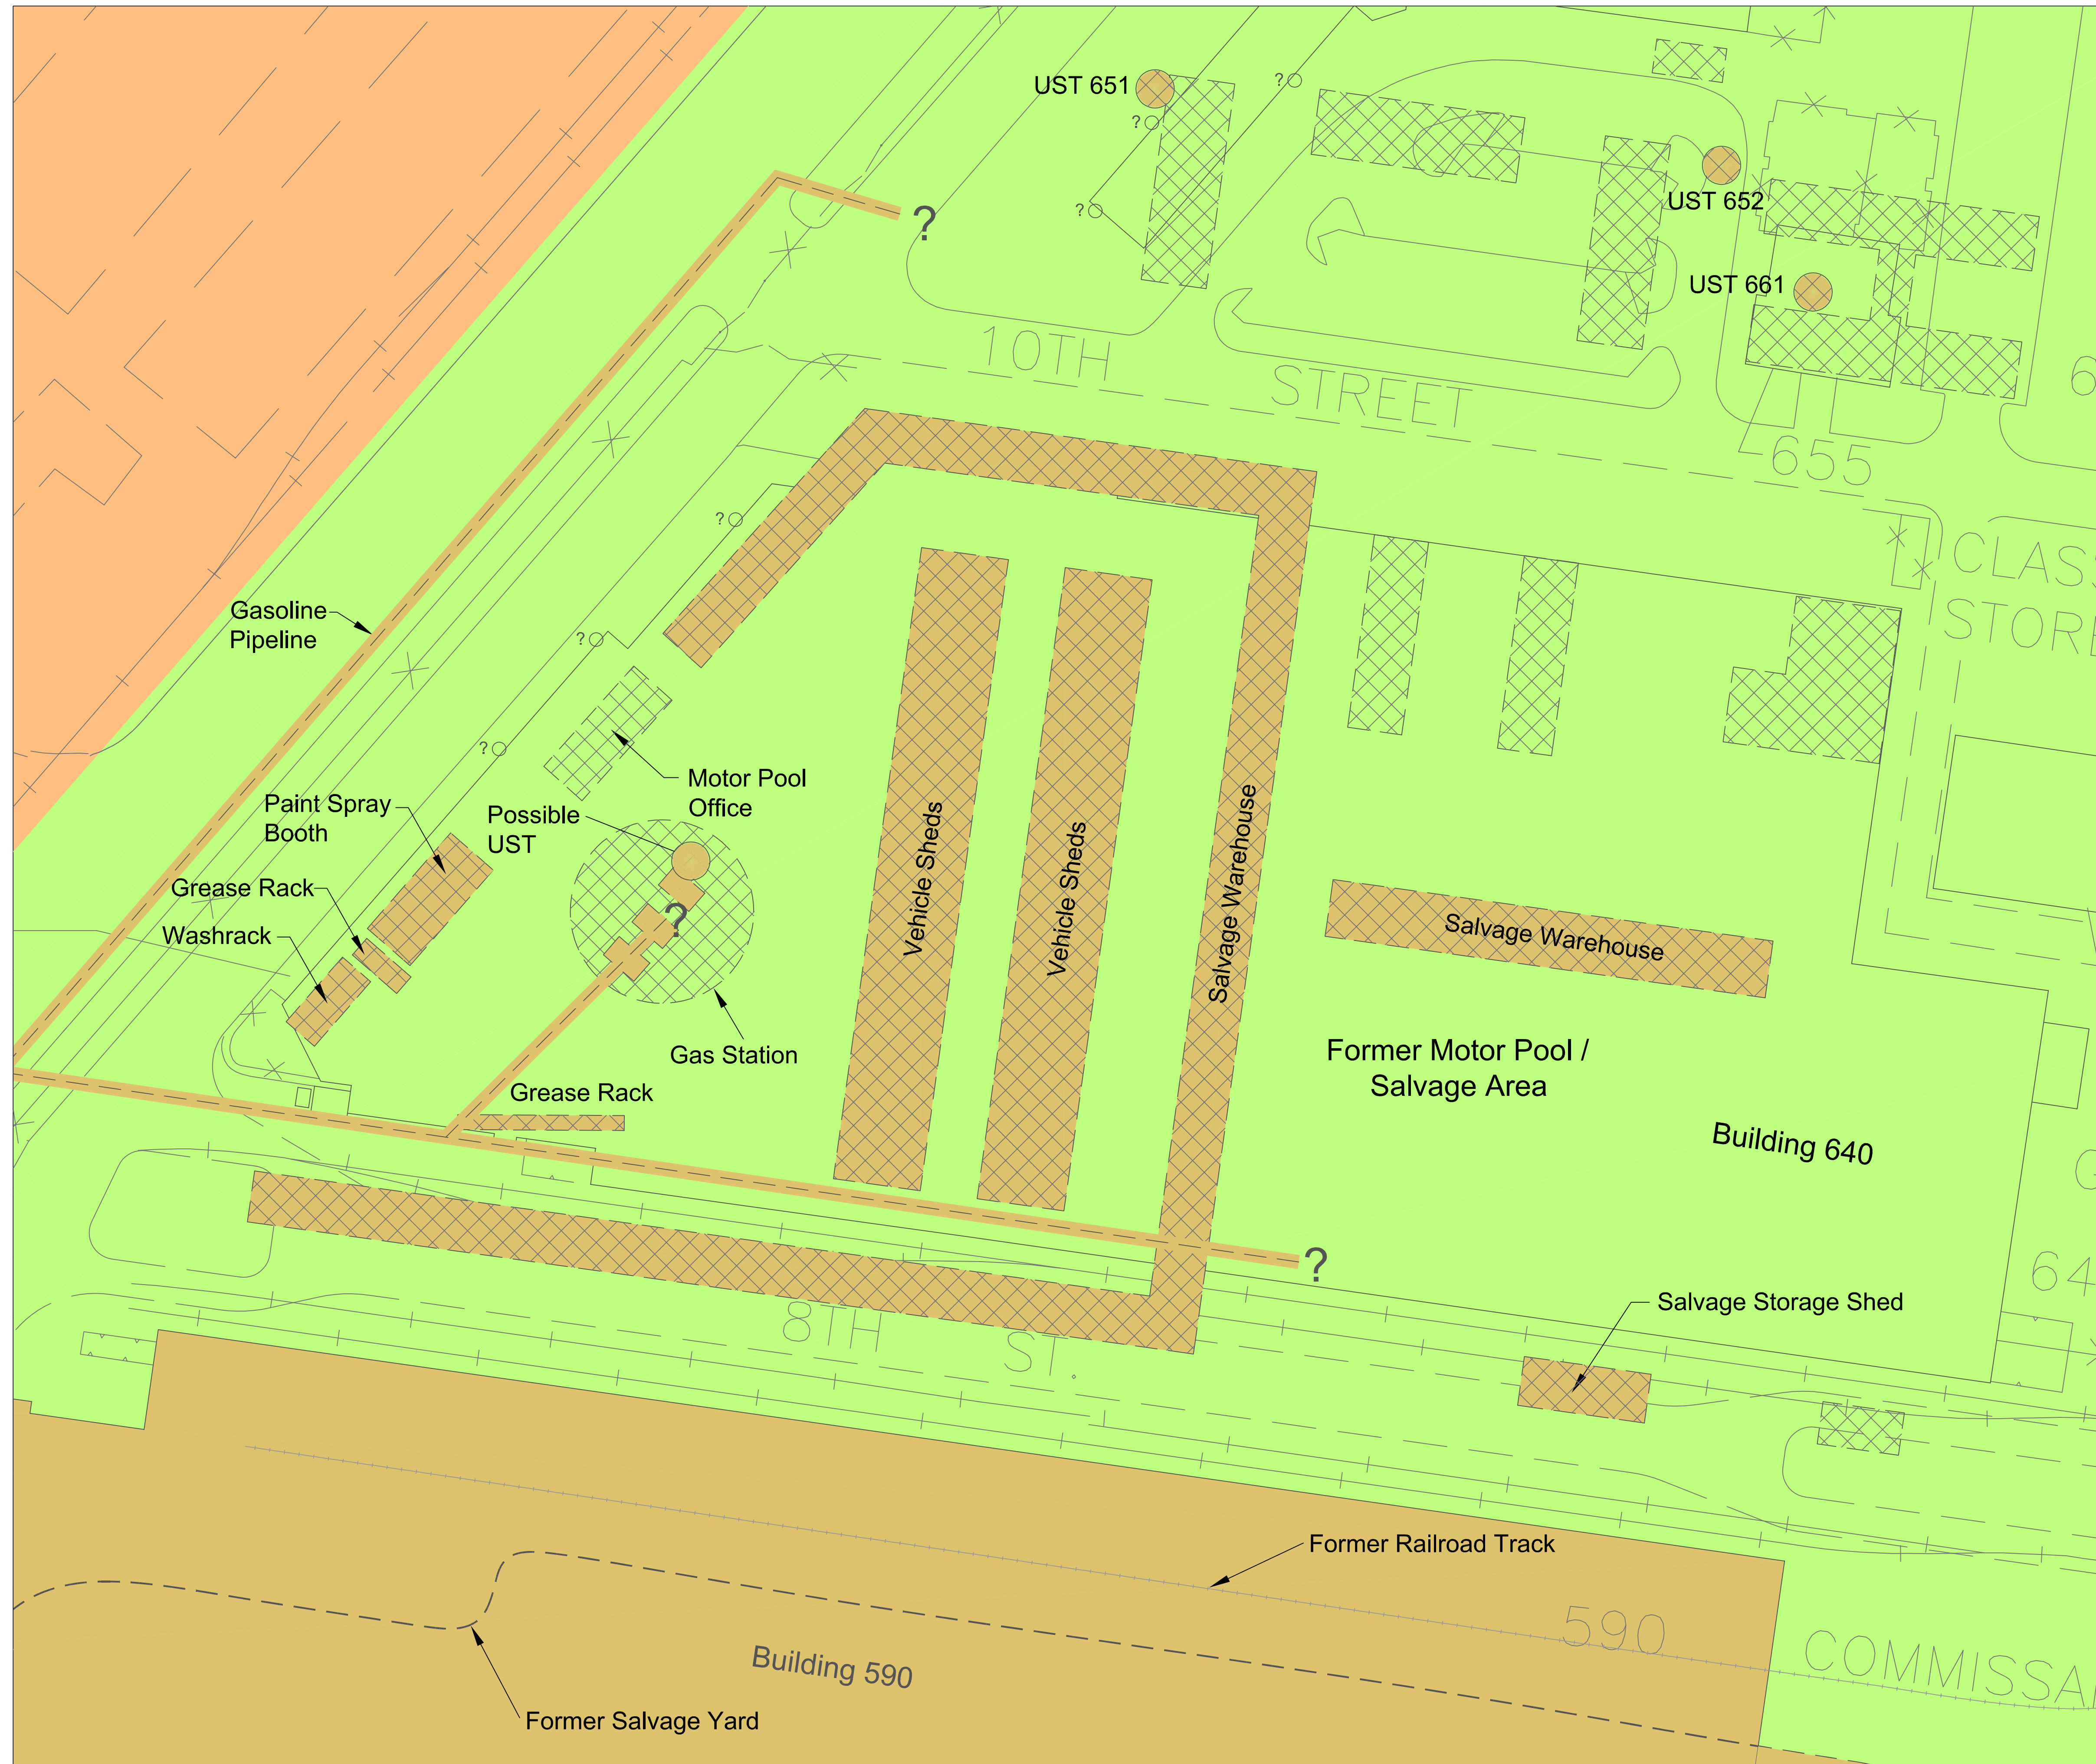 UST 651
?
?
?
?
UST 652
UST 661
10TH
STREET
655
6
CLAS
STOR
Gasoline
Pipeline
?
?
?
Motor Pool
Office
Paint Spray
Booth
Possible
UST
Grease Rack
Washrack
?
Gas Station
Grease Rack
Vehicle Sheds
Vehicle Sheds
Salvage Warehouse
Salvage Warehouse
Former Motor Pool /
Salvage Area
Building 640
?
64
Salvage Storage Shed
8TH ST.
Former Railroad Track
590
Building 590
COMMISSA
Former Salvage Yard